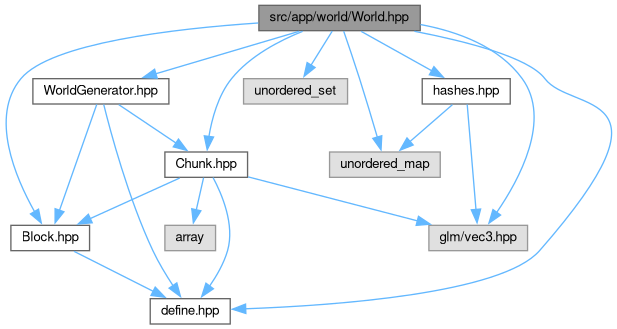 src/app/world/World.hpp
WorldGenerator.hpp
unordered_set
hashes.hpp
Chunk.hpp
unordered_map
Block.hpp
array
glm/vec3.hpp
define.hpp